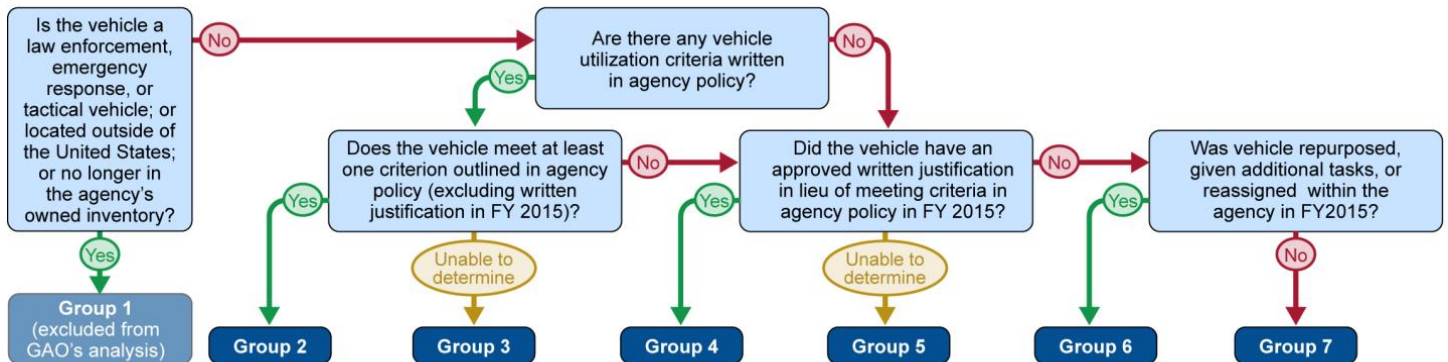 Is the vehicle a
law enforcement,
emergency
response, or
tactical vehicle; or
located outside of
the United States;
or no longer in
the agency's
owned inventory?
No
Yes
Group 1
(excluded from
GAO's analysis)
Are there any vehicle
utilization criteria written
in agency policy?
Yes
No
Does the vehicle meet at least
one criterion outlined in agency
policy (excluding written
justification in FY 2015)?
Yes
No
Unable to
determine
Group 2
Group 3
Did the vehicle have an
approved written justification
in lieu of meeting criteria in
agency policy in FY 2015?
Yes
No
Unable to
determine
Group 4
Group 5
Was vehicle repurposed,
given additional tasks, or
reassigned within the
agency in FY2015?
Yes
No
Group 6
Group 7